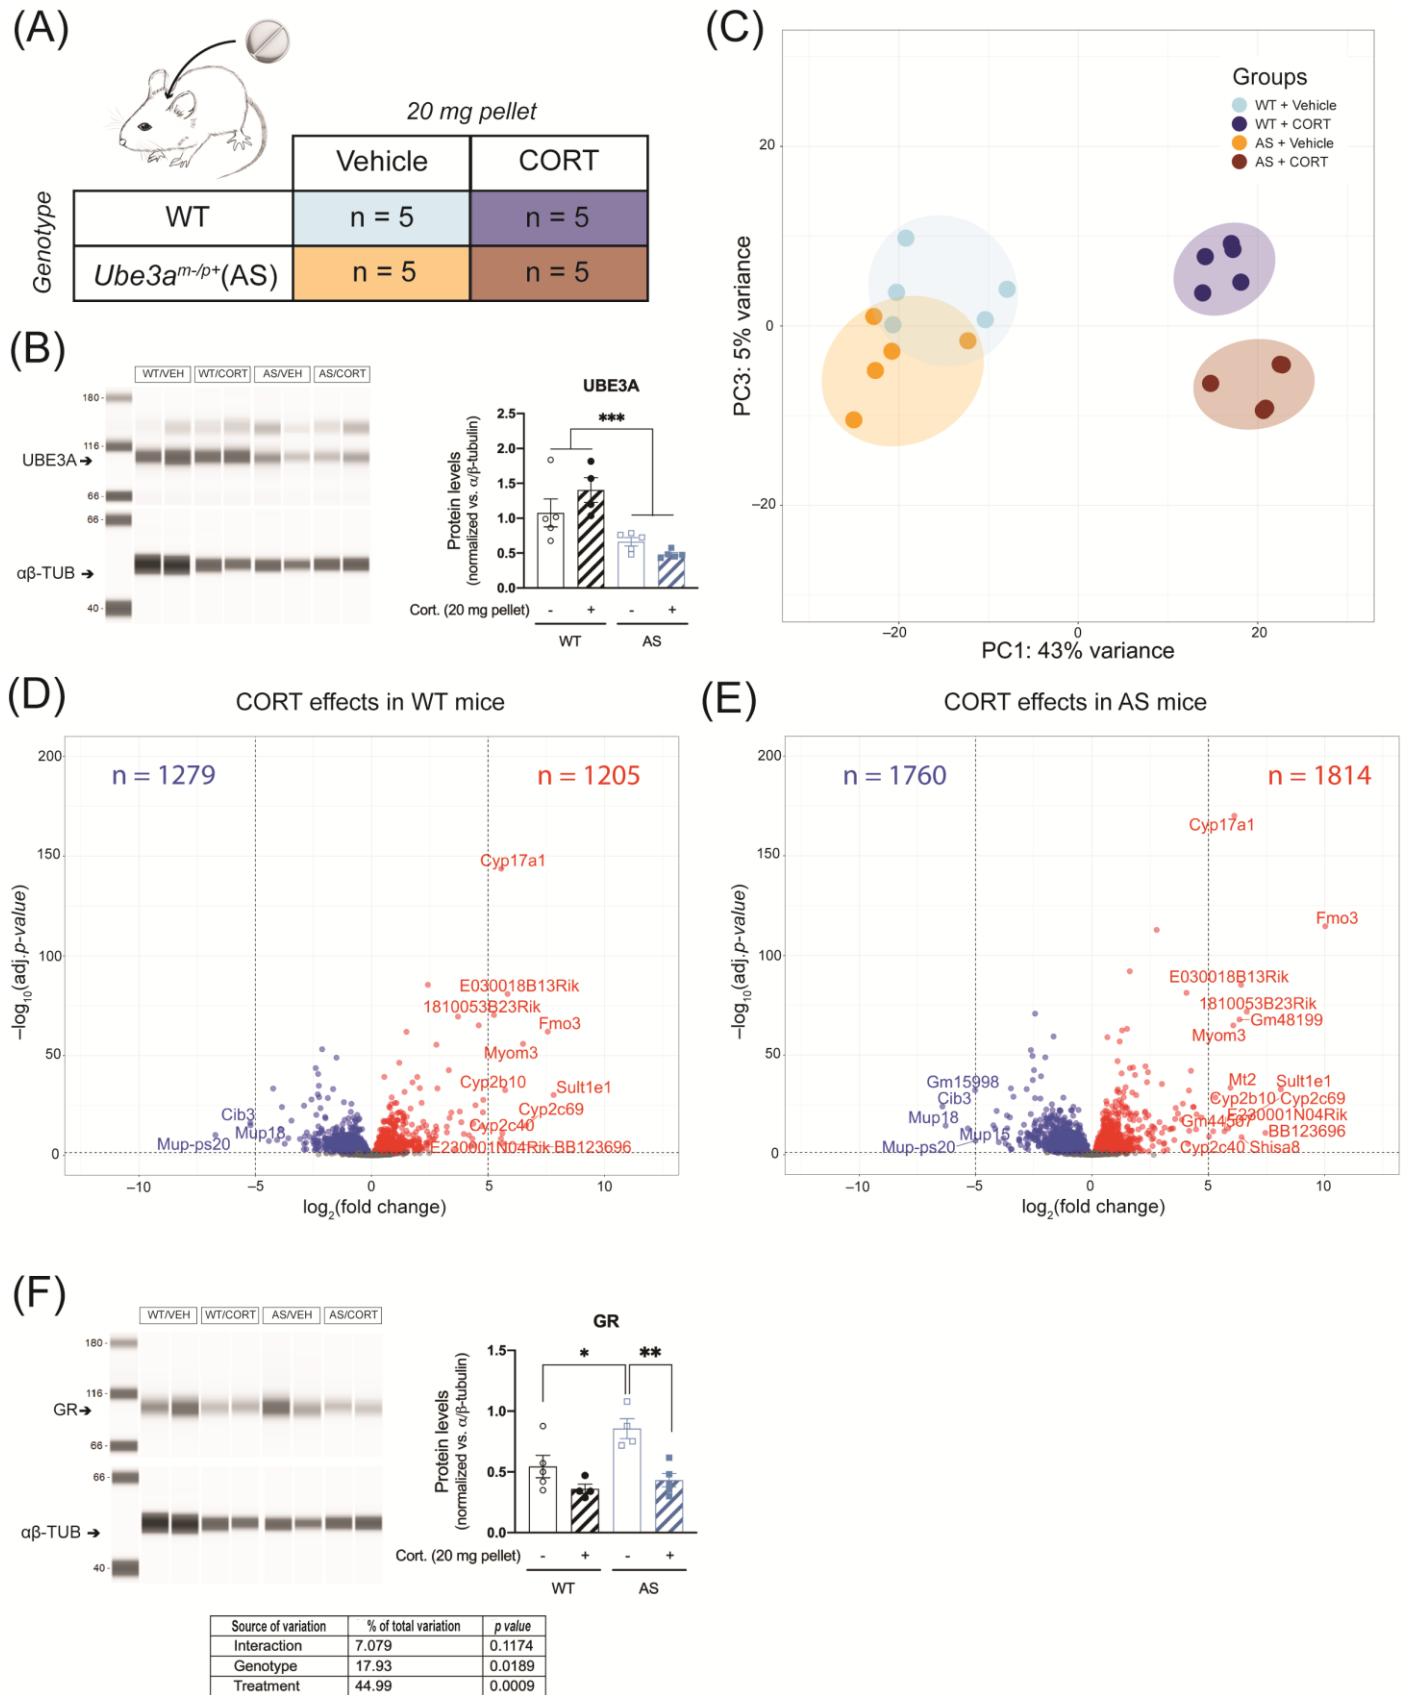 (A)
20 mg pellet
Vehicle CORT
Genotype
WT n = 5 n = 5
Ube3a^m-/p+(AS) n = 5 n = 5
(B)
WT/VEH WT/CORT AS/VEH AS/CORT
180
116
UBE3A
66
66
αβ-TUB
40
UBE3A
Protein levels
(normalized vs. α/β-tubulin)
2.5
2.0
1.5
1.0
0.5
0.0
***
Cort. (20 mg pellet) - + - +
WT AS
(C)
Groups
WT + Vehicle
WT + CORT
AS + Vehicle
AS + CORT
PC3: 5% variance
20
0
−20
−20 0 20
PC1: 43% variance
(D)
CORT effects in WT mice
n = 1279 n = 1205
−log10(adj.p-value)
200
150
100
50
0
Cyp17a1
E030018B13Rik
1810053B23Rik
Fmo3
Myom3
Cyp2b10
Sult1e1
Cyp2c69
Cib3
Cyp2c40
Mup18
Mup-ps20
E230001N04Rik BB123696
−10 −5 0 5 10
log2(fold change)
(E)
CORT effects in AS mice
n = 1760 n = 1814
−log10(adj.p-value)
200
150
100
50
0
Cyp17a1
Fmo3
E030018B13Rik
1810053B23Rik
Gm48199
Myom3
Gm15998
Mt2 Sult1e1
Cib3
Cyp2b10 Cyp2c69
Mup18
E230001N04Rik
Gm44507
Mup15
BB123696
Mup-ps20
Cyp2c40 Shisa8
−10 −5 0 5 10
log2(fold change)
(F)
WT/VEH WT/CORT AS/VEH AS/CORT
180
116
GR
66
66
αβ-TUB
40
GR
Protein levels
(normalized vs. α/β-tubulin)
1.5
1.0
0.5
0.0
* **
Cort. (20 mg pellet) - + - +
WT AS
Source of variation % of total variation p value
Interaction 7.079 0.1174
Genotype 17.93 0.0189
Treatment 44.99 0.0009